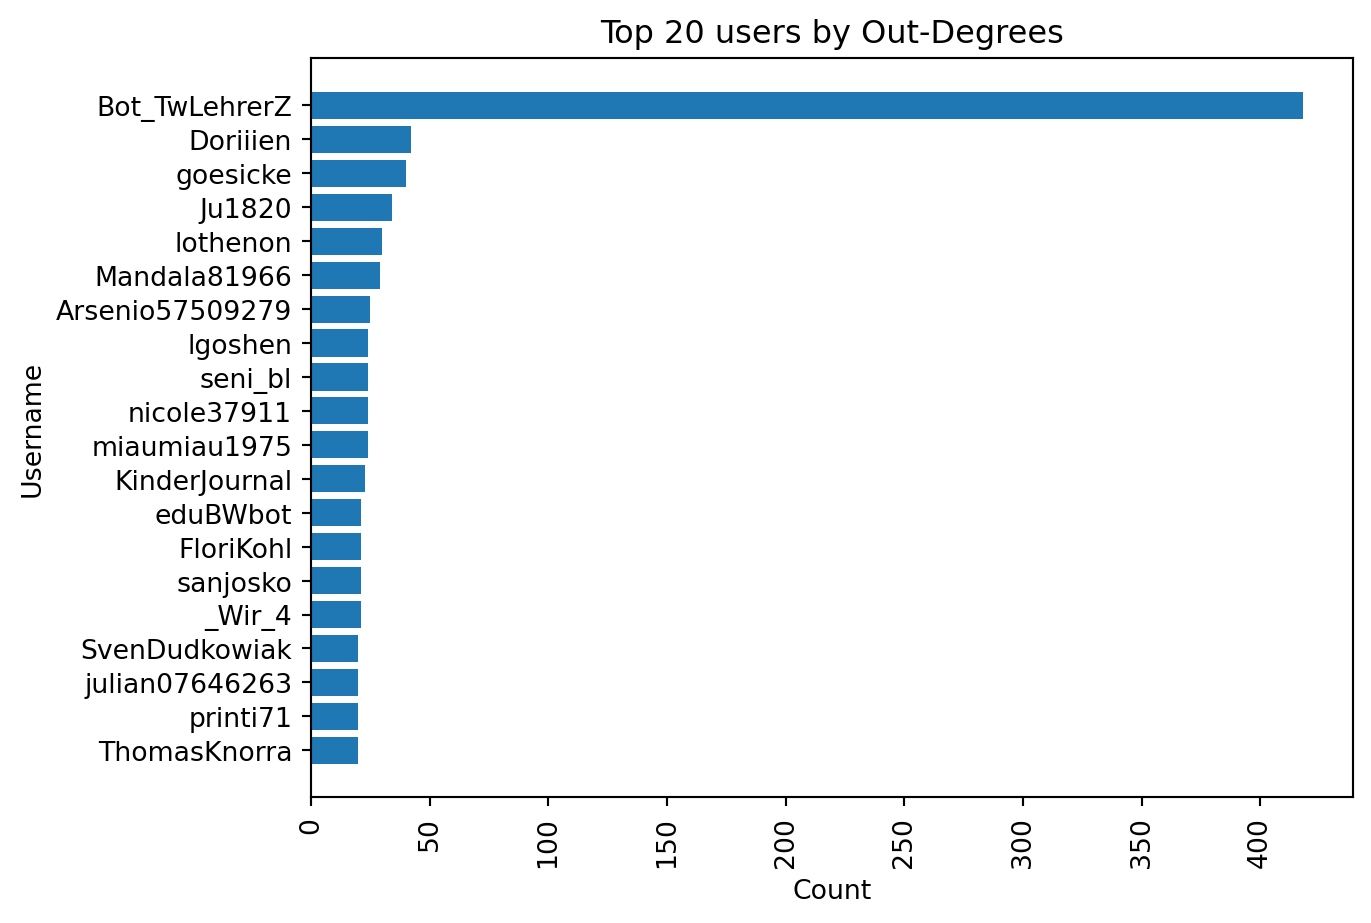 Top 20 users by Out-Degrees
Username
Bot_TwLehrerZ
Doriiien
goesicke
Ju1820
lothenon
Mandala81966
Arsenio57509279
lgoshen
seni_bl
nicole37911
miaumiau1975
KinderJournal
eduBWbot
FloriKohl
sanjosko
_Wir_4
SvenDudkowiak
julian07646263
printi71
ThomasKnorra
0
50
100
150
200
250
300
350
400
Count